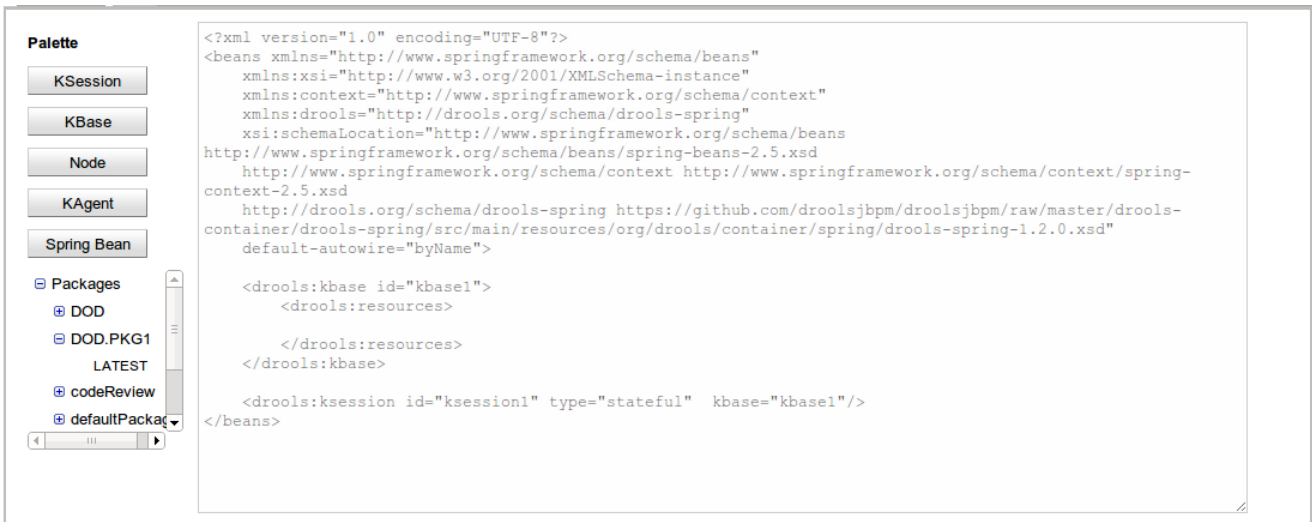 Palette
KSession
KBase
Node
KAgent
Spring Bean
Packages
DOD
DOD.PKG1
LATEST
codeReview
defaultPackag
<?xml version="1.0" encoding="UTF-8"?>
<beans xmlns="http://www.springframework.org/schema/beans"
    xmlns:xsi="http://www.w3.org/2001/XMLSchema-instance"
    xmlns:context="http://www.springframework.org/schema/context"
    xmlns:drools="http://drools.org/schema/drools-spring"
    xsi:schemaLocation="http://www.springframework.org/schema/beans
http://www.springframework.org/schema/beans/spring-beans-2.5.xsd
    http://www.springframework.org/schema/context http://www.springframework.org/schema/context/spring-
context-2.5.xsd
    http://drools.org/schema/drools-spring https://github.com/droolsjbpm/droolsjbpm/raw/master/drools-
container/drools-spring/src/main/resources/org/drools/container/spring/drools-spring-1.2.0.xsd"
    default-autowire="byName">
    <drools:kbase id="kbase1">
        <drools:resources>
        </drools:resources>
    </drools:kbase>
    <drools:ksession id="ksession1" type="stateful"  kbase="kbase1"/>
</beans>